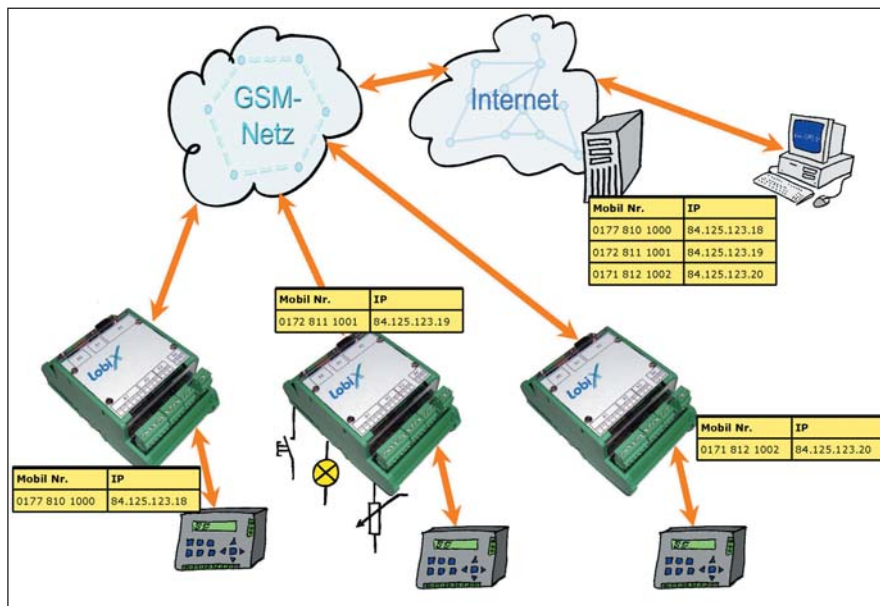 GSM-
Netz
Internet
Mobil Nr. IP
0177 810 1000 84.125.123.18
0172 811 1001 84.125.123.19
0171 812 1002 84.125.123.20
Mobil Nr. IP
0172 811 1001 84.125.123.19
LobiX
LobiX
LobiX
Mobil Nr. IP
0171 812 1002 84.125.123.20
Mobil Nr. IP
0177 810 1000 84.125.123.18